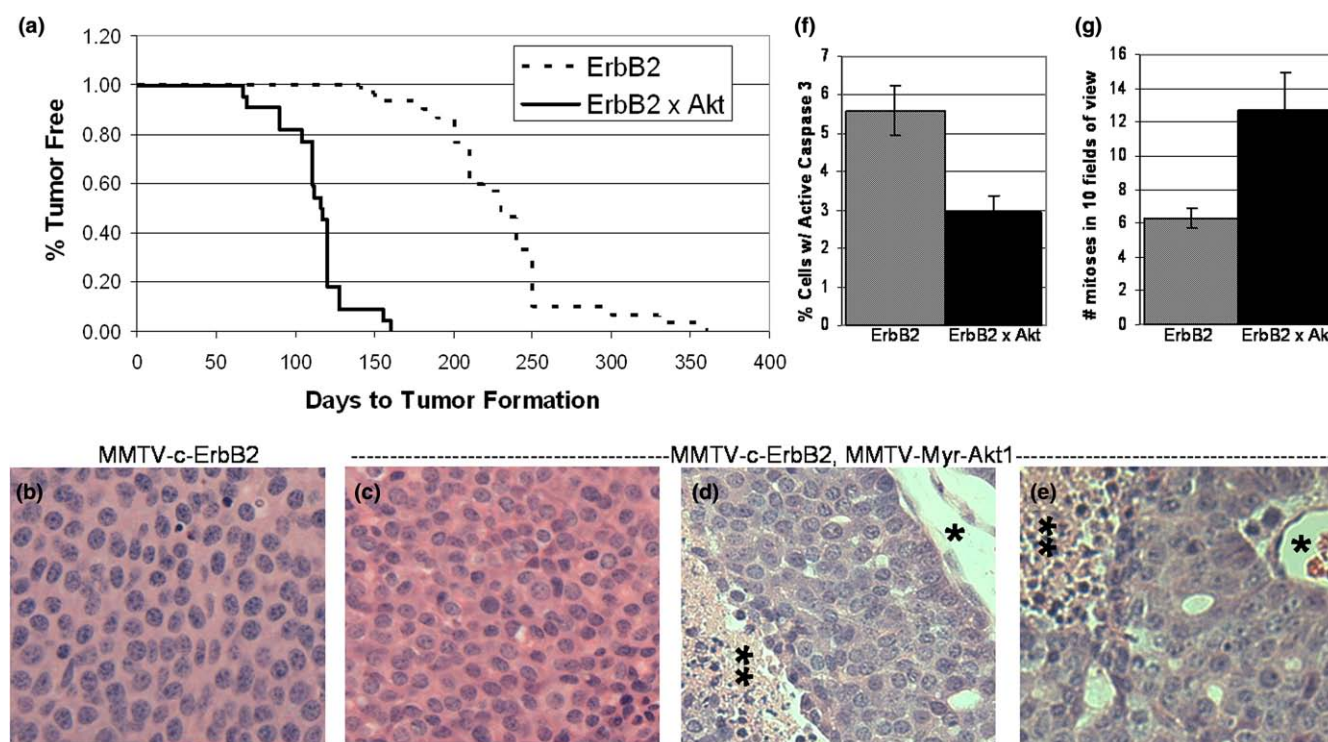 (a)
1.20
1.00
0.80
0.60
0.40
0.20
0.00
% Tumor Free
0 50 100 150 200 250 300 350 400
Days to Tumor Formation
ErbB2
ErbB2 x Akt
(f)
7
6
5
4
3
2
1
0
% Cells w/ Active Caspase 3
ErbB2 ErbB2 x Akt
(g)
16
14
12
10
8
6
4
2
0
# mitoses in 10 fields of view
ErbB2 ErbB2 x Ak
MMTV-c-ErbB2
MMTV-c-ErbB2, MMTV-Myr-Akt1
(b)
(c)
(d)
*
**
(e)
**
*